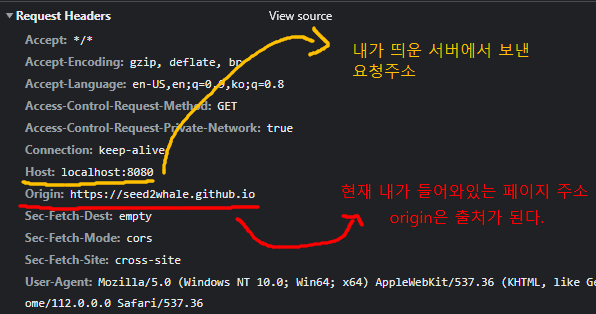 Request Headers View source
Accept: */*
Accept-Encoding: gzip, deflate, br
내가 띄운 서버에서 보낸
요청주소
Accept-Language: en-US,en;q=0.9,ko;q=0.8
Access-Control-Request-Method: GET
Access-Control-Request-Private-Network: true
Connection: keep-alive
Host: localhost:8080
Origin: https://seed2whale.github.io
현재 내가 들어와있는 페이지 주소
origin은 출처가 된다.
Sec-Fetch-Dest: empty
Sec-Fetch-Mode: cors
Sec-Fetch-Site: cross-site
User-Agent: Mozilla/5.0 (Windows NT 10.0; Win64; x64) AppleWebKit/537.36 (KHTML, like Ge
ome/112.0.0.0 Safari/537.36